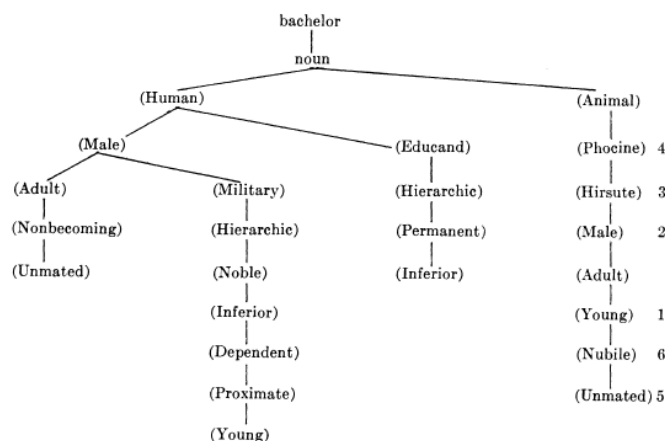 bachelor
noun
(Human) (Animal)
(Male) (Educand) (Phocine) 4
(Adult) (Military) (Hierarchic) (Hirsute) 3
(Nonbecoming) (Hierarchic) (Permanent) (Male) 2
(Unmated) (Noble) (Inferior) (Adult)
(Inferior) (Young) 1
(Dependent) (Nubile) 6
(Proximate) (Unmated) 5
(Young)